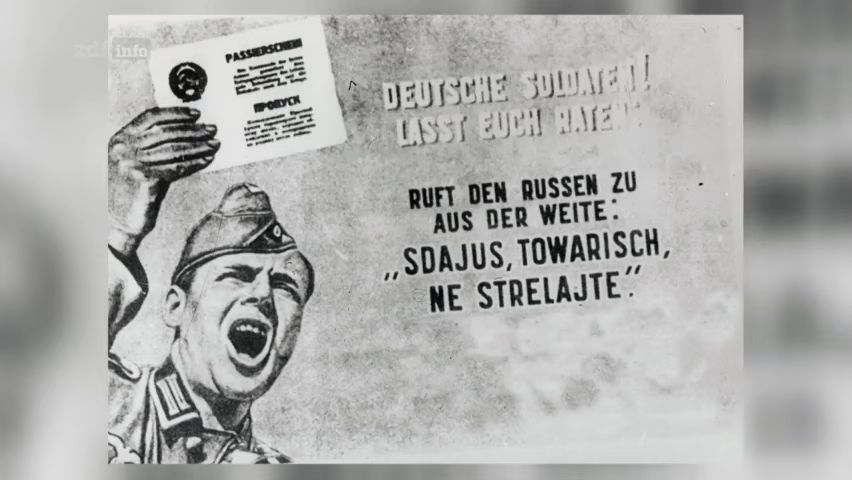 zdf info
PASSIERSCHEIN
ПРОПУСК
DEUTSCHE SOLDATEN!
LASST EUCH RATEN:
RUFT DEN RUSSEN ZU
AUS DER WEITE:
„SDAJUS, TOWARISCH,
NE STRELAJTE."